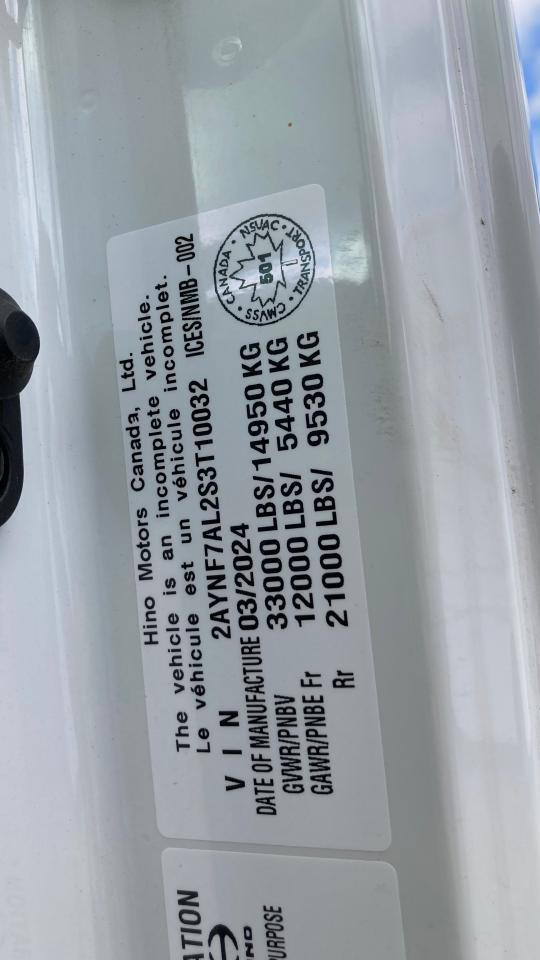 Hino Motors Canada, Ltd.
The vehicle is an incomplete vehicle.
Le véhicule est un véhicule incomplet.
V I N 2AYNF7AL2S3T10032 ICES/NMB-002
DATE OF MANUFACTURE 03/2024
GVWR/PNBV 33000 LBS/14950 KG
GAWR/PNBE Fr 12000 LBS/ 5440 KG
Rr 21000 LBS/ 9530 KG
CANADA · NSVAC · TRANSPORT · CMVSS
501
ATION
INO
URPOSE